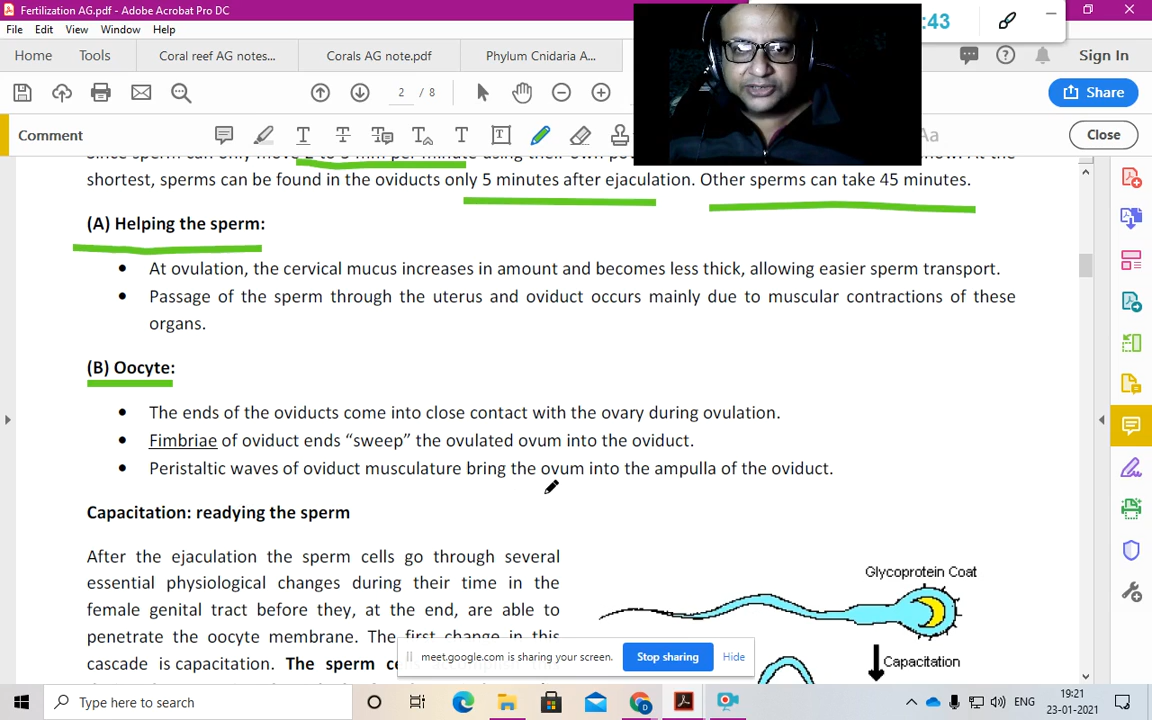 Fertilization AG.pdf - Adobe Acrobat Pro DC
:43
File Edit View Window Help
Home Tools Coral reef AG notes... Corals AG note.pdf Phylum Cnidaria A... Sign In
2 / 8 Share
Comment Aa Close
shortest, sperms can be found in the oviducts only 5 minutes after ejaculation. Other sperms can take 45 minutes.
(A) Helping the sperm:
• At ovulation, the cervical mucus increases in amount and becomes less thick, allowing easier sperm transport.
• Passage of the sperm through the uterus and oviduct occurs mainly due to muscular contractions of these
organs.
(B) Oocyte:
• The ends of the oviducts come into close contact with the ovary during ovulation.
• Fimbriae of oviduct ends “sweep” the ovulated ovum into the oviduct.
• Peristaltic waves of oviduct musculature bring the ovum into the ampulla of the oviduct.
Capacitation: readying the sperm
After the ejaculation the sperm cells go through several
essential physiological changes during their time in the
female genital tract before they, at the end, are able to
penetrate the oocyte membrane. The first change in this
cascade is capacitation. The sperm
Glycoprotein Coat
Capacitation
meet.google.com is sharing your screen. Stop sharing Hide
Type here to search
ENG
19:21
23-01-2021